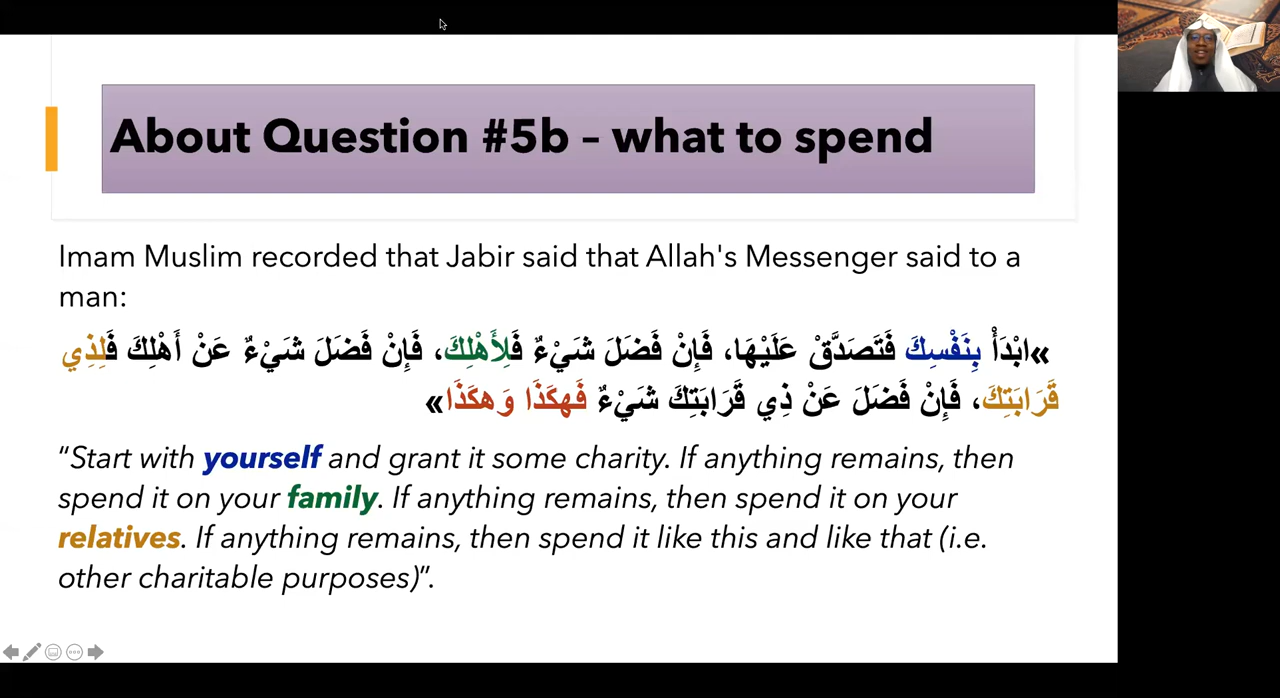 About Question #5b – what to spend
Imam Muslim recorded that Jabir said that Allah's Messenger said to a
man:
«ابْدَأْ بِنَفْسِكَ فَتَصَدَّقْ عَلَيْهَا، فَإِنْ فَضَلَ شَيْءٌ فَلِأَهْلِكَ، فَإِنْ فَضَلَ شَيْءٌ عَنْ أَهْلِكَ فَلِذِي
قَرَابَتِكَ، فَإِنْ فَضَلَ عَنْ ذِي قَرَابَتِكَ شَيْءٌ فَهكَذَا وَهكَذَا»
“Start with yourself and grant it some charity. If anything remains, then
spend it on your family. If anything remains, then spend it on your
relatives. If anything remains, then spend it like this and like that (i.e.
other charitable purposes)”.